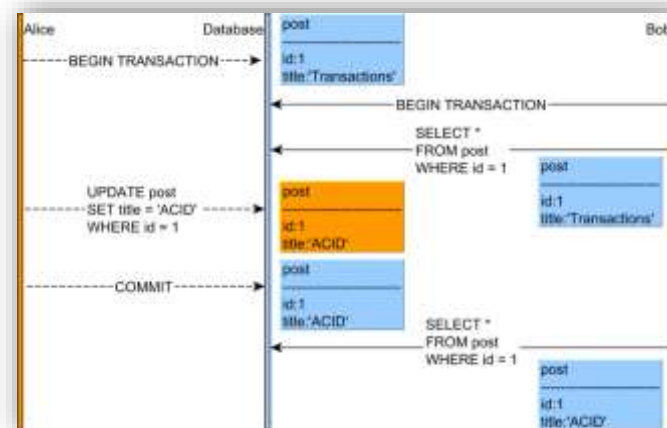 Alice
Database
Bob
post
id:1
title:'Transactions'
BEGIN TRANSACTION
BEGIN TRANSACTION
SELECT *
FROM post
WHERE id = 1
post
id:1
title:'Transactions'
UPDATE post
SET title = 'ACID'
WHERE id = 1
post
id:1
title:'ACID'
COMMIT
post
id:1
title:'ACID'
SELECT *
FROM post
WHERE id = 1
post
id:1
title:'ACID'